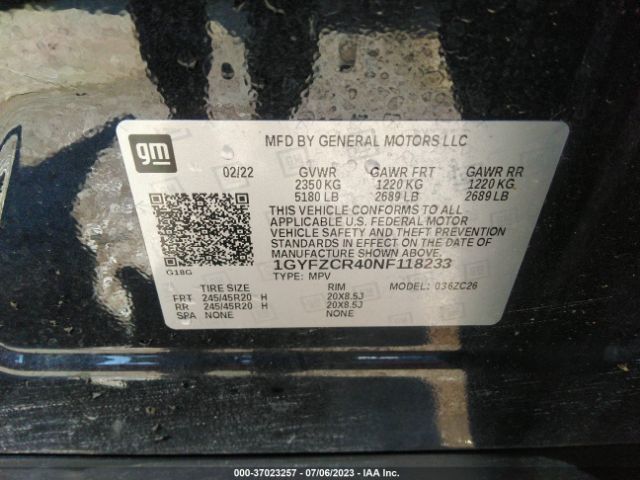 gm
MFD BY GENERAL MOTORS LLC
02/22 GVWR GAWR FRT GAWR RR
2350 KG 1220 KG 1220 KG
5180 LB 2689 LB 2689 LB
THIS VEHICLE CONFORMS TO ALL
APPLICABLE U.S. FEDERAL MOTOR
VEHICLE SAFETY AND THEFT PREVENTION
STANDARDS IN EFFECT ON THE DATE OF
MANUFACTURE SHOWN ABOVE.
1GYFZCR40NF118233
G18G
TYPE: MPV MODEL: 036ZC26
TIRE SIZE RIM
FRT 245/45R20 H 20X8.5J
RR 245/45R20 H 20X8.5J
SPA NONE NONE
000-37023257 - 07/06/2023 - IAA Inc.